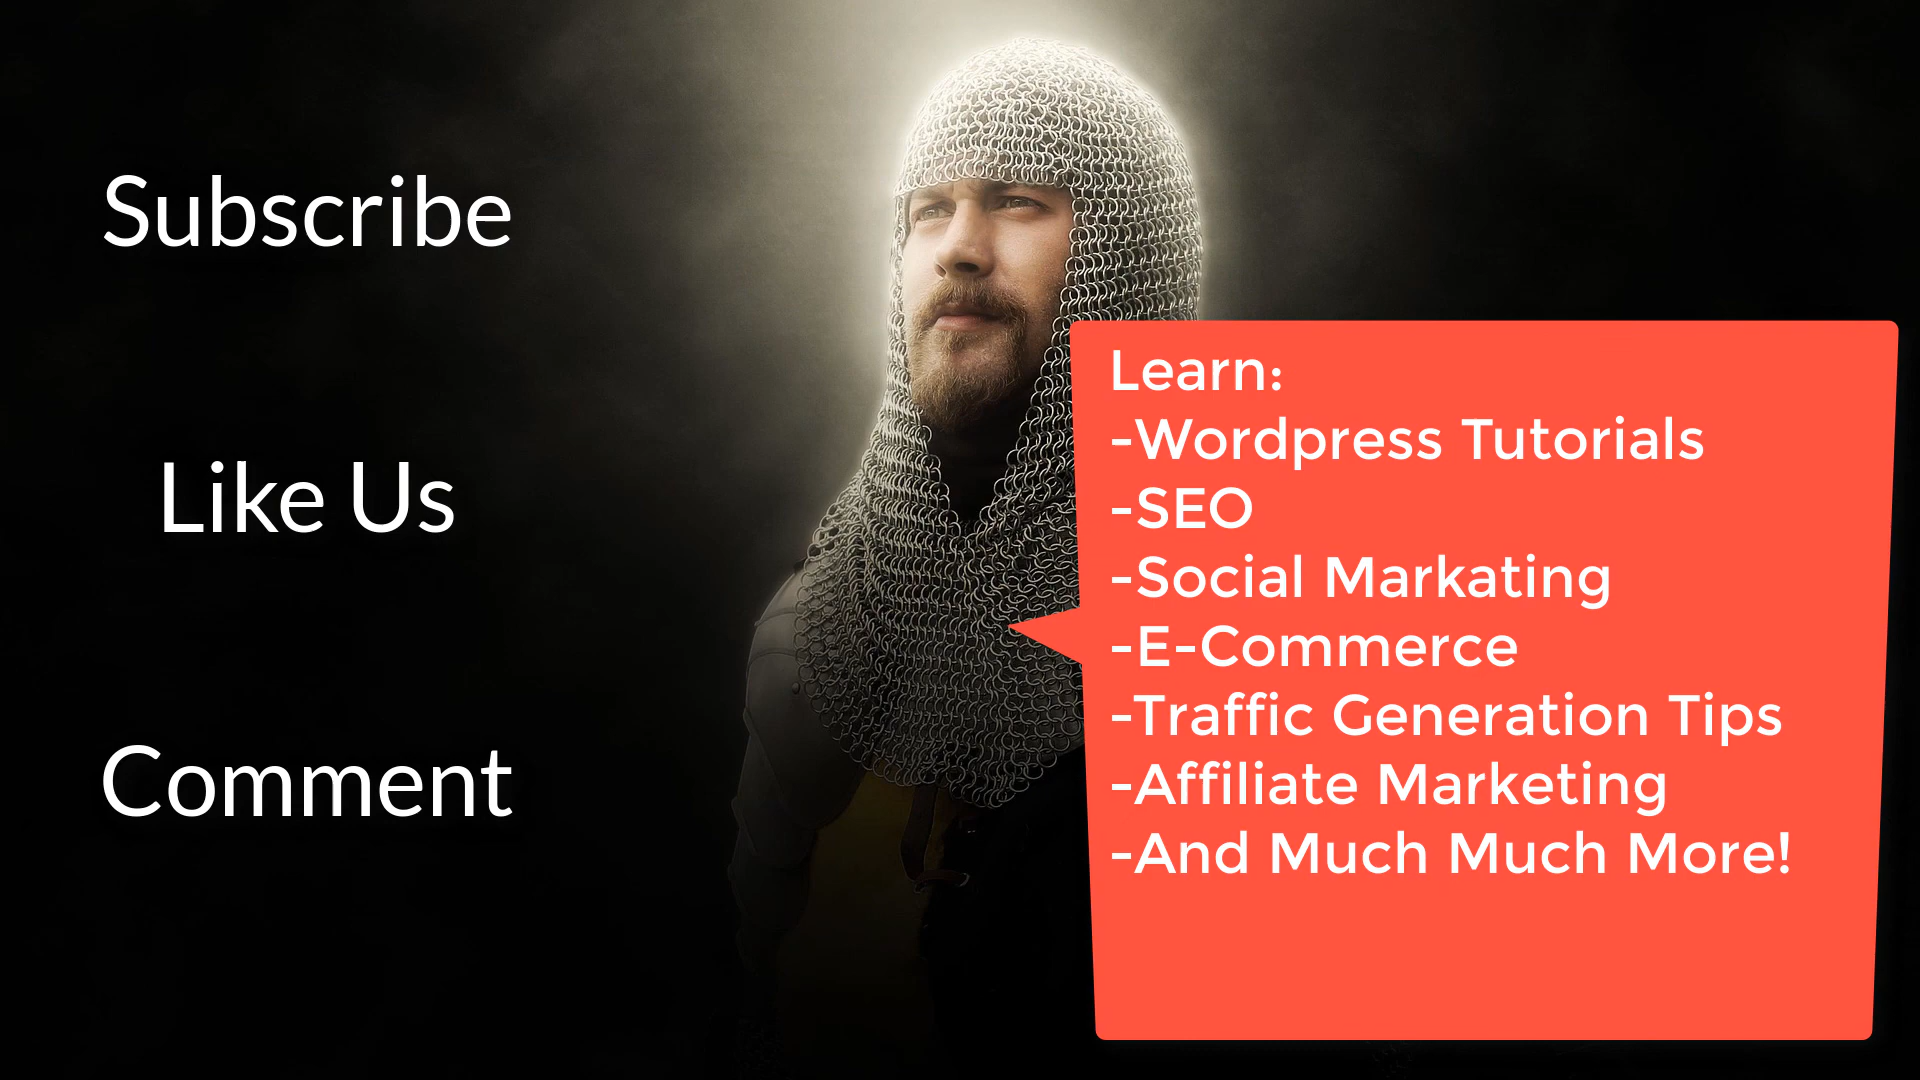 Subscribe
Like Us
Comment
Learn:
-Wordpress Tutorials
-SEO
-Social Markating
-E-Commerce
-Traffic Generation Tips
-Affiliate Marketing
-And Much Much More!